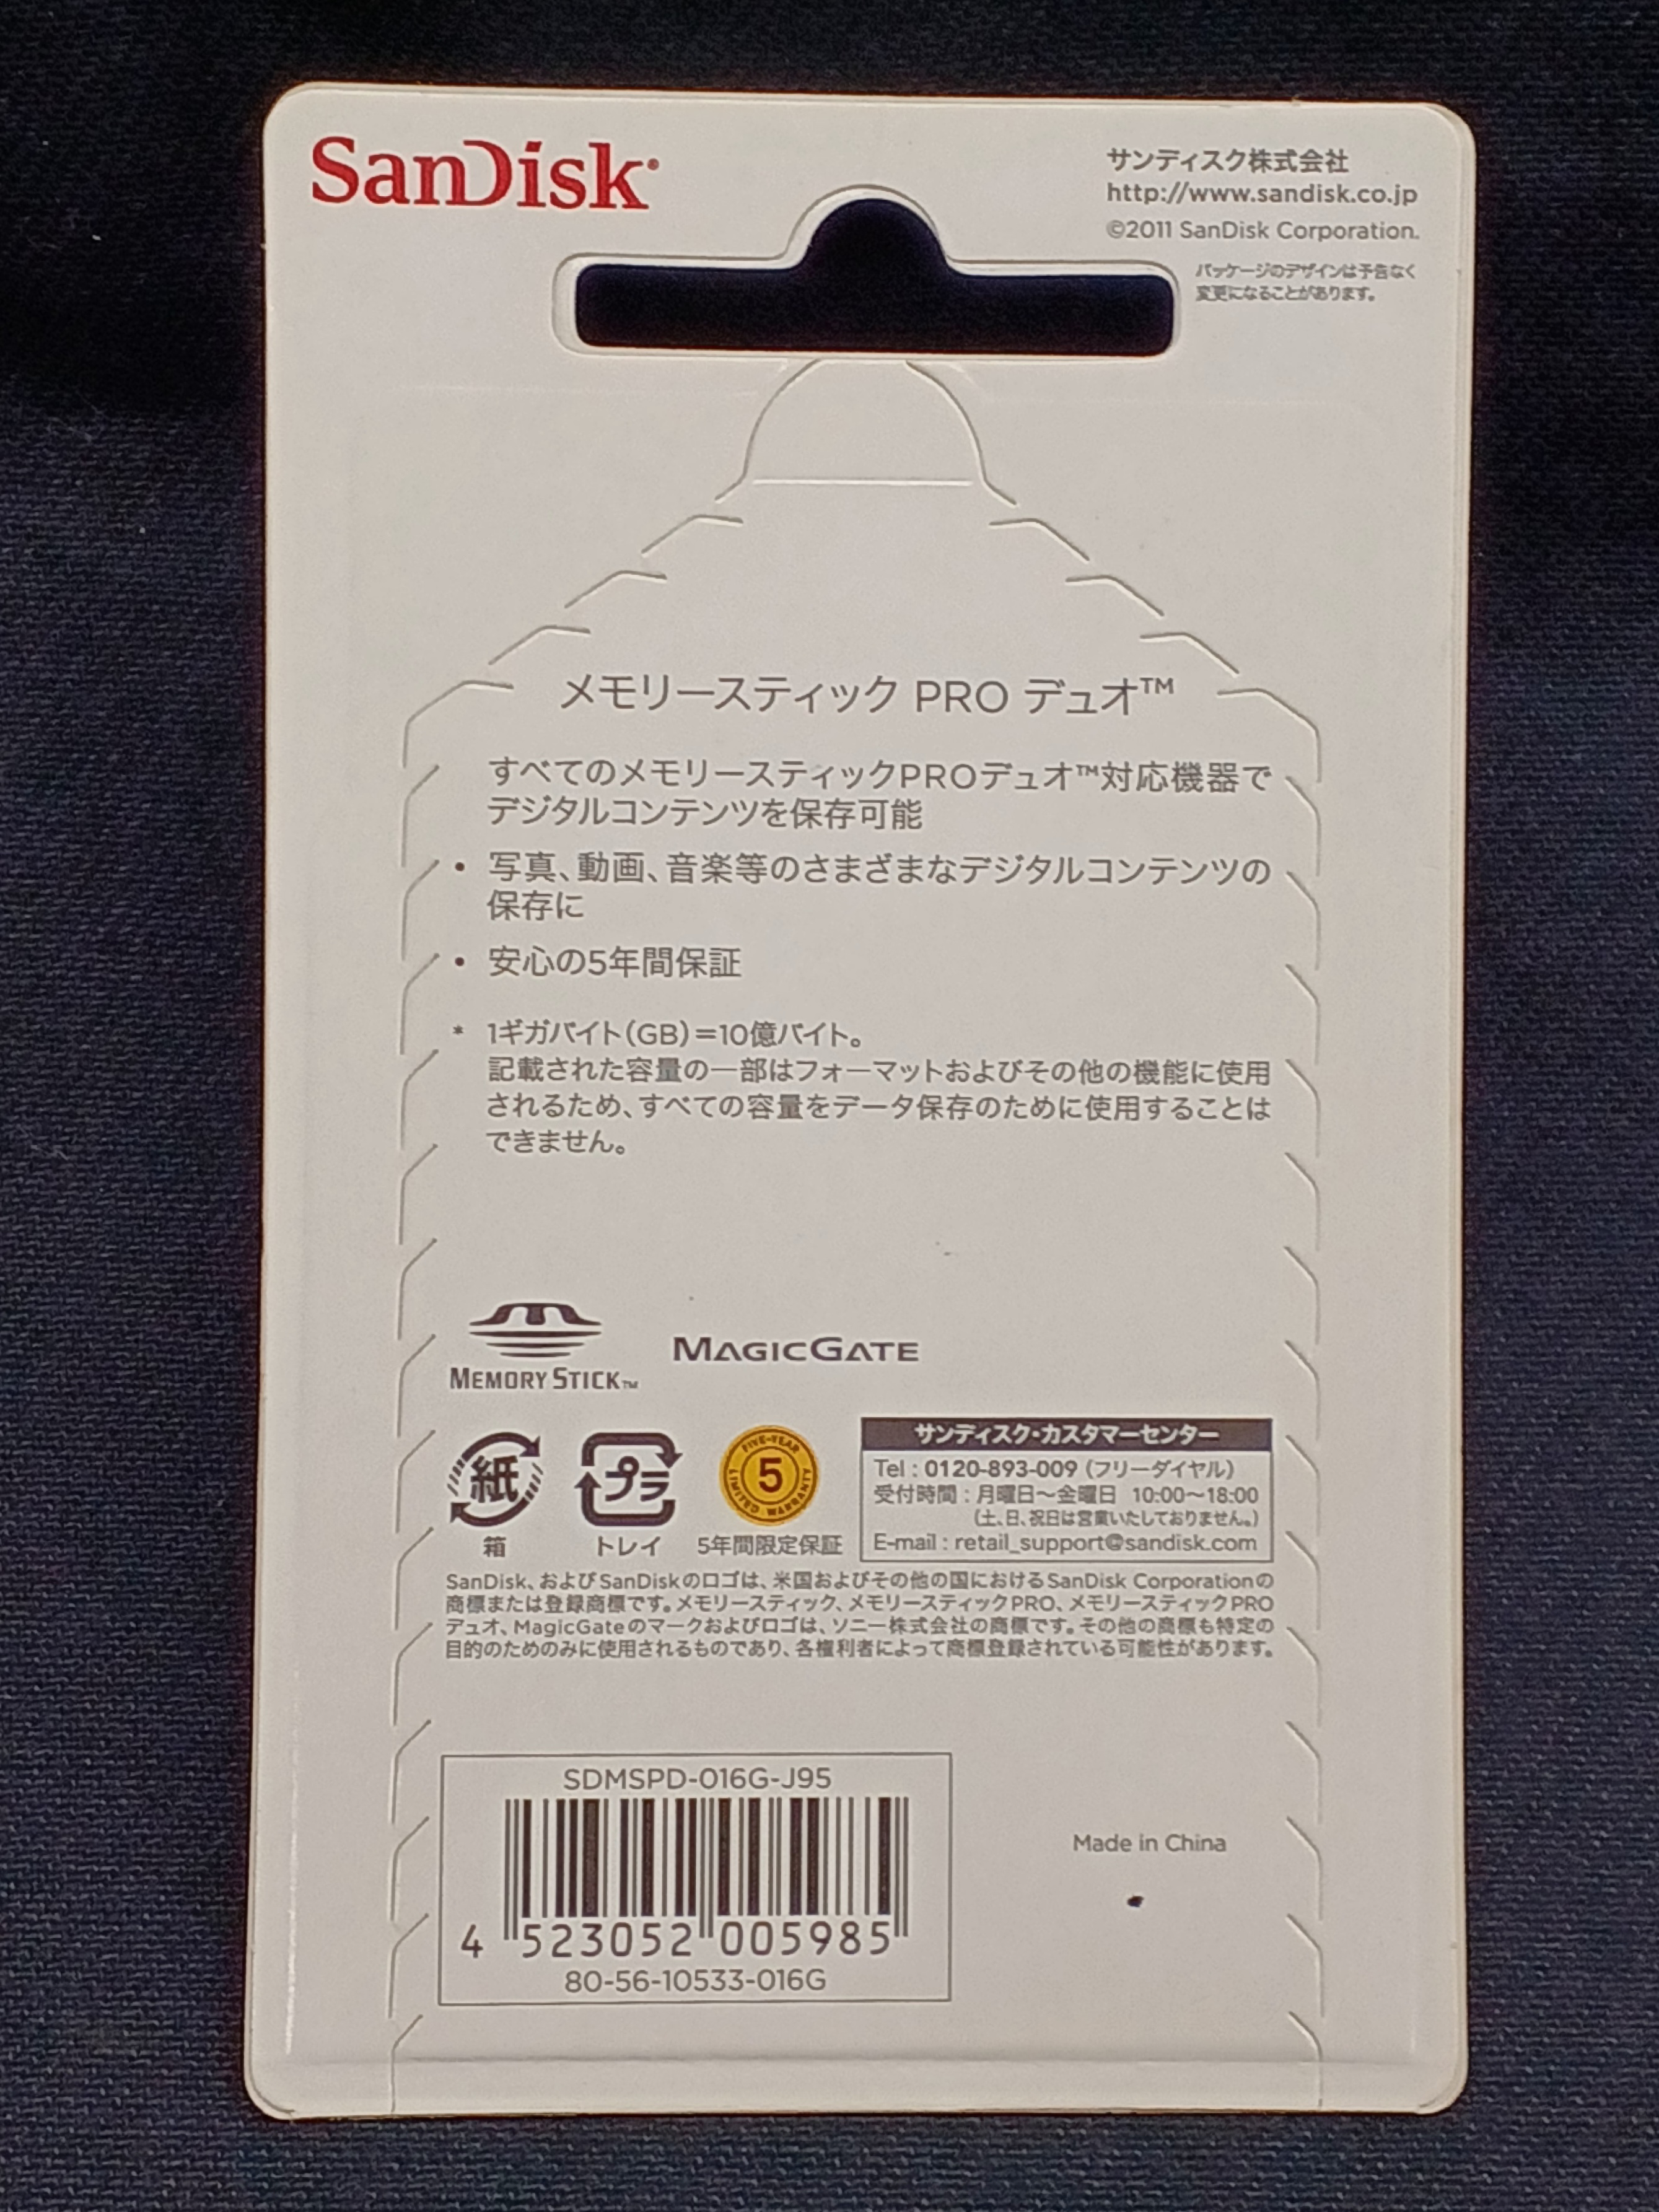 SanDisk®
サンディスク株式会社
http://www.sandisk.co.jp
©2011 SanDisk Corporation.
パッケージのデザインは予告なく
変更になることがあります。
メモリースティック PRO デュオ™
すべてのメモリースティックPROデュオ™対応機器で
デジタルコンテンツを保存可能
• 写真、動画、音楽等のさまざまなデジタルコンテンツの
保存に
• 安心の5年間保証
* 1ギガバイト(GB)=10億バイト。
記載された容量の一部はフォーマットおよびその他の機能に使用
されるため、すべての容量をデータ保存のために使用することは
できません。
MEMORY STICK™
MAGICGATE
紙
箱
プラ
トレイ
FIVE-YEAR
5
LIMITED WARRANTY
5年間限定保証
サンディスク・カスタマーセンター
Tel : 0120-893-009 (フリーダイヤル)
受付時間 : 月曜日〜金曜日 10:00〜18:00
(土、日、祝日は営業いたしておりません。)
E-mail : retail_support@sandisk.com
SanDisk、およびSanDiskのロゴは、米国およびその他の国におけるSanDisk Corporationの
商標または登録商標です。メモリースティック、メモリースティックPRO、メモリースティックPRO
デュオ、MagicGateのマークおよびロゴは、ソニー株式会社の商標です。その他の商標も特定の
目的のためのみに使用されるものであり、各権利者によって商標登録されている可能性があります。
SDMSPD-016G-J95
4 523052 005985
80-56-10533-016G
Made in China